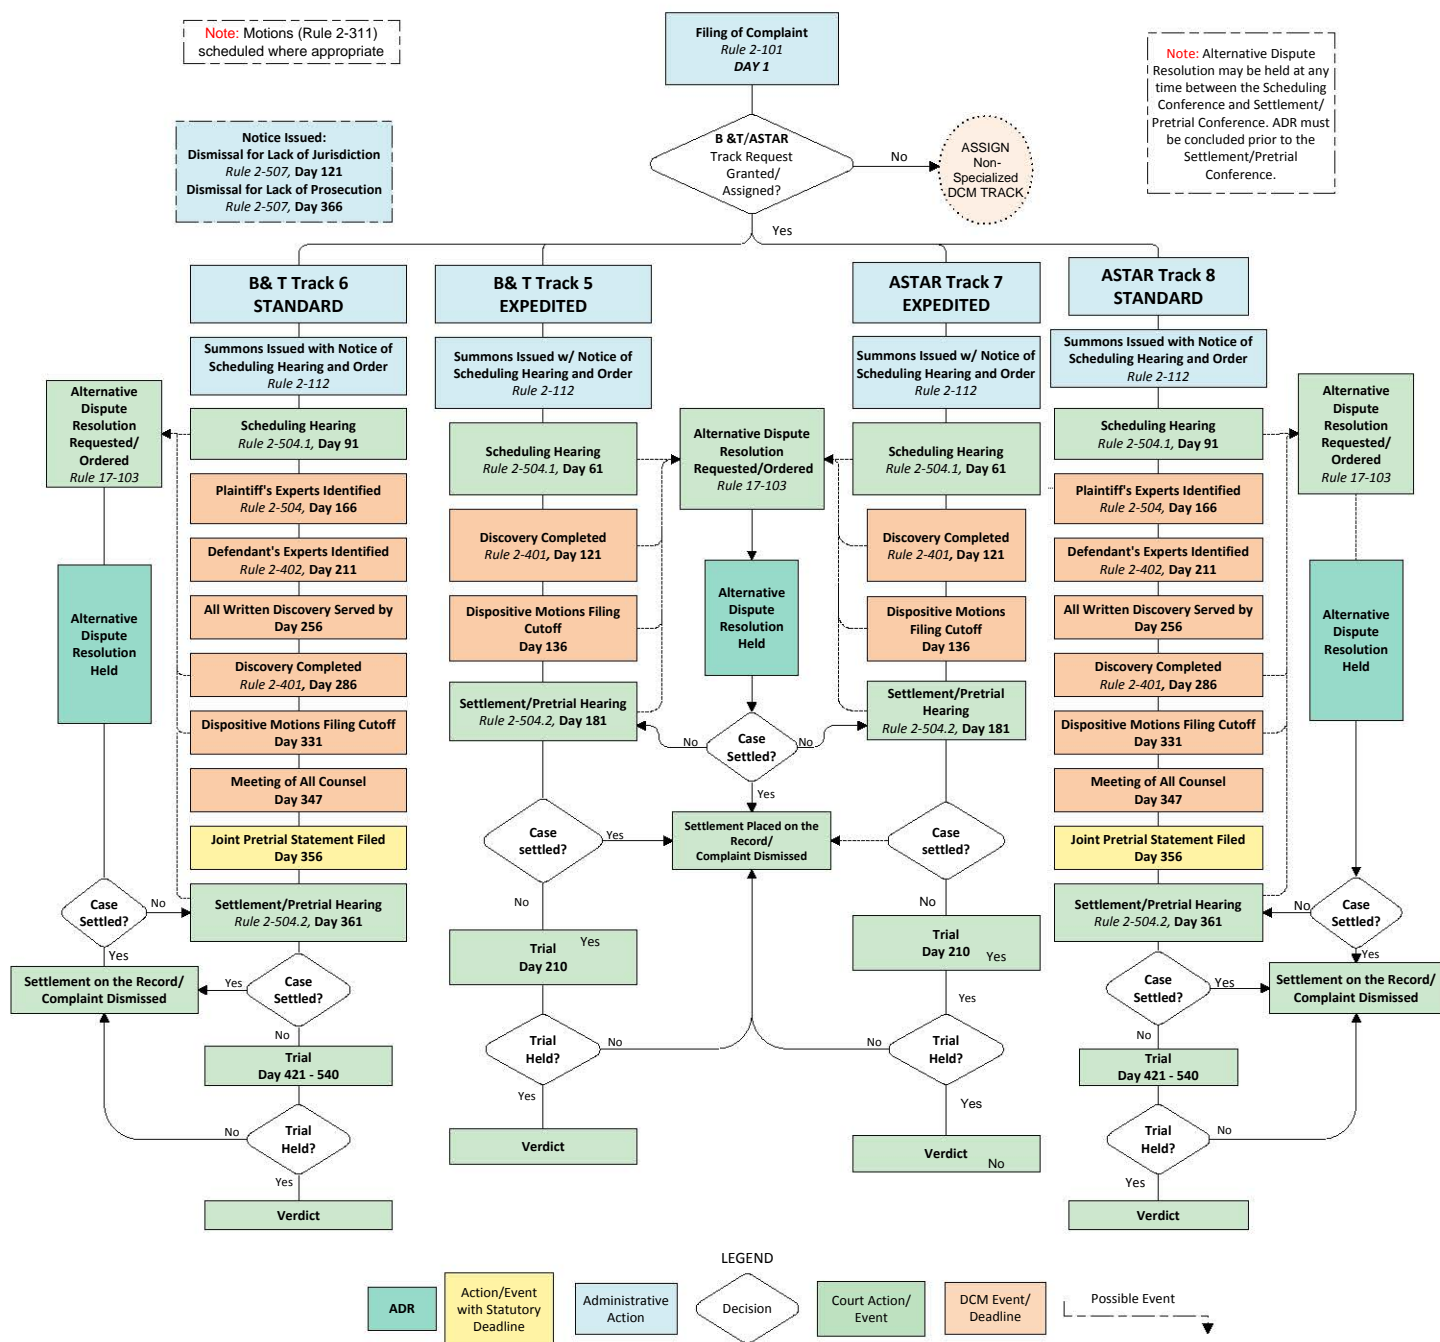 Note: Motions (Rule 2-311)
scheduled where appropriate
Filing of Complaint
Rule 2-101
DAY 1
Note: Alternative Dispute
Resolution may be held at any
time between the Scheduling
Conference and Settlement/
Pretrial Conference. ADR must
be concluded prior to the
Settlement/Pretrial
Conference.
Notice Issued:
Dismissal for Lack of Jurisdiction
Rule 2-507, Day 121
Dismissal for Lack of Prosecution
Rule 2-507, Day 366
B &T/ASTAR
Track Request
Granted/
Assigned?
No
ASSIGN
Non-
Specialized
DCM TRACK
Yes
B& T Track 6
STANDARD
Summons Issued with Notice of
Scheduling Hearing and Order
Rule 2-112
Alternative
Dispute
Resolution
Requested/
Ordered
Rule 17-103
Scheduling Hearing
Rule 2-504.1, Day 91
Plaintiff's Experts Identified
Rule 2-504, Day 166
Defendant's Experts Identified
Rule 2-402, Day 211
Alternative
Dispute
Resolution
Held
All Written Discovery Served by
Day 256
Discovery Completed
Rule 2-401, Day 286
Dispositive Motions Filing Cutoff
Day 331
Meeting of All Counsel
Day 347
Joint Pretrial Statement Filed
Day 356
Case
Settled?
No
Settlement/Pretrial Hearing
Rule 2-504.2, Day 361
Yes
Settlement on the Record/
Complaint Dismissed
Yes
Case
Settled?
No
Trial
Day 421 - 540
No
Trial
Held?
Yes
Verdict
B& T Track 5
EXPEDITED
Summons Issued w/ Notice of
Scheduling Hearing and Order
Rule 2-112
Scheduling Hearing
Rule 2-504.1, Day 61
Discovery Completed
Rule 2-401, Day 121
Dispositive Motions Filing
Cutoff
Day 136
Settlement/Pretrial Hearing
Rule 2-504.2, Day 181
Case
settled?
Yes
No
Trial
Day 210
Yes
Trial
Held?
No
Yes
Verdict
Alternative Dispute
Resolution
Requested/Ordered
Rule 17-103
Alternative
Dispute
Resolution
Held
No
Case
Settled?
No
Yes
Settlement Placed on the
Record/
Complaint Dismissed
ASTAR Track 7
EXPEDITED
Summons Issued w/ Notice of
Scheduling Hearing and Order
Rule 2-112
Scheduling Hearing
Rule 2-504.1, Day 61
Discovery Completed
Rule 2-401, Day 121
Dispositive Motions
Filing Cutoff
Day 136
Settlement/Pretrial
Hearing
Rule 2-504.2, Day 181
Case
settled?
No
Trial
Day 210
Yes
Yes
No
Trial
Held?
Yes
Verdict
No
ASTAR Track 8
STANDARD
Summons Issued with Notice of
Scheduling Hearing and Order
Rule 2-112
Scheduling Hearing
Rule 2-504.1, Day 91
Alternative
Dispute
Resolution
Requested/
Ordered
Rule 17-103
Plaintiff's Experts Identified
Rule 2-504, Day 166
Defendant's Experts Identified
Rule 2-402, Day 211
All Written Discovery Served by
Day 256
Alternative
Dispute
Resolution
Held
Discovery Completed
Rule 2-401, Day 286
Dispositive Motions Filing Cutoff
Day 331
Meeting of All Counsel
Day 347
Joint Pretrial Statement Filed
Day 356
Settlement/Pretrial Hearing
Rule 2-504.2, Day 361
No
Case
Settled?
Yes
Case
Settled?
Yes
Settlement on the Record/
Complaint Dismissed
No
Trial
Day 421 - 540
Trial
Held?
No
Yes
Verdict
LEGEND
ADR
Action/Event
with Statutory
Deadline
Administrative
Action
Decision
Court Action/
Event
DCM Event/
Deadline
Possible Event